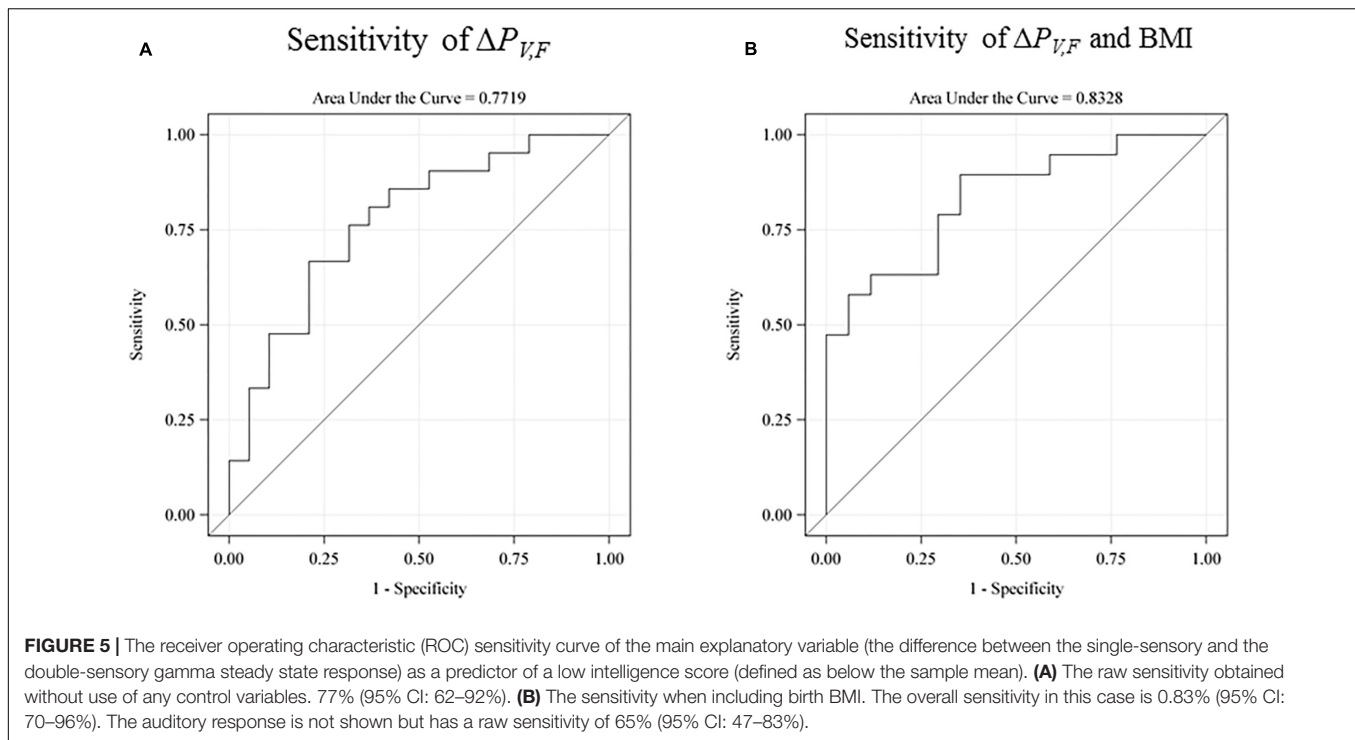 A
Sensitivity of ΔP_{V,F}
Area Under the Curve = 0.7719
1.00
0.75
0.50
0.25
0.00
Sensitivity
0.00 0.25 0.50 0.75 1.00
1 - Specificity
B
Sensitivity of ΔP_{V,F} and BMI
Area Under the Curve = 0.8328
1.00
0.75
0.50
0.25
0.00
Sensitivity
0.00 0.25 0.50 0.75 1.00
1 - Specificity
FIGURE 5 | The receiver operating characteristic (ROC) sensitivity curve of the main explanatory variable (the difference between the single-sensory and the
double-sensory gamma steady state response) as a predictor of a low intelligence score (defined as below the sample mean). (A) The raw sensitivity obtained
without use of any control variables. 77% (95% CI: 62–92%). (B) The sensitivity when including birth BMI. The overall sensitivity in this case is 0.83% (95% CI:
70–96%). The auditory response is not shown but has a raw sensitivity of 65% (95% CI: 47–83%).